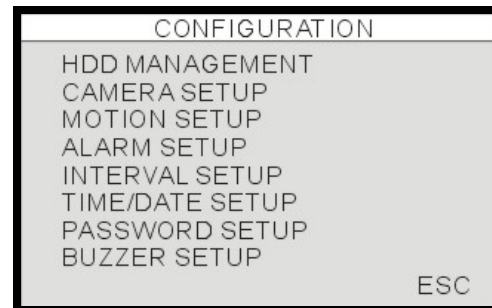 CONFIGURATION
HDD MANAGEMENT
CAMERA SETUP
MOTION SETUP
ALARM SETUP
INTERVAL SETUP
TIME/DATE SETUP
PASSWORD SETUP
BUZZER SETUP
ESC